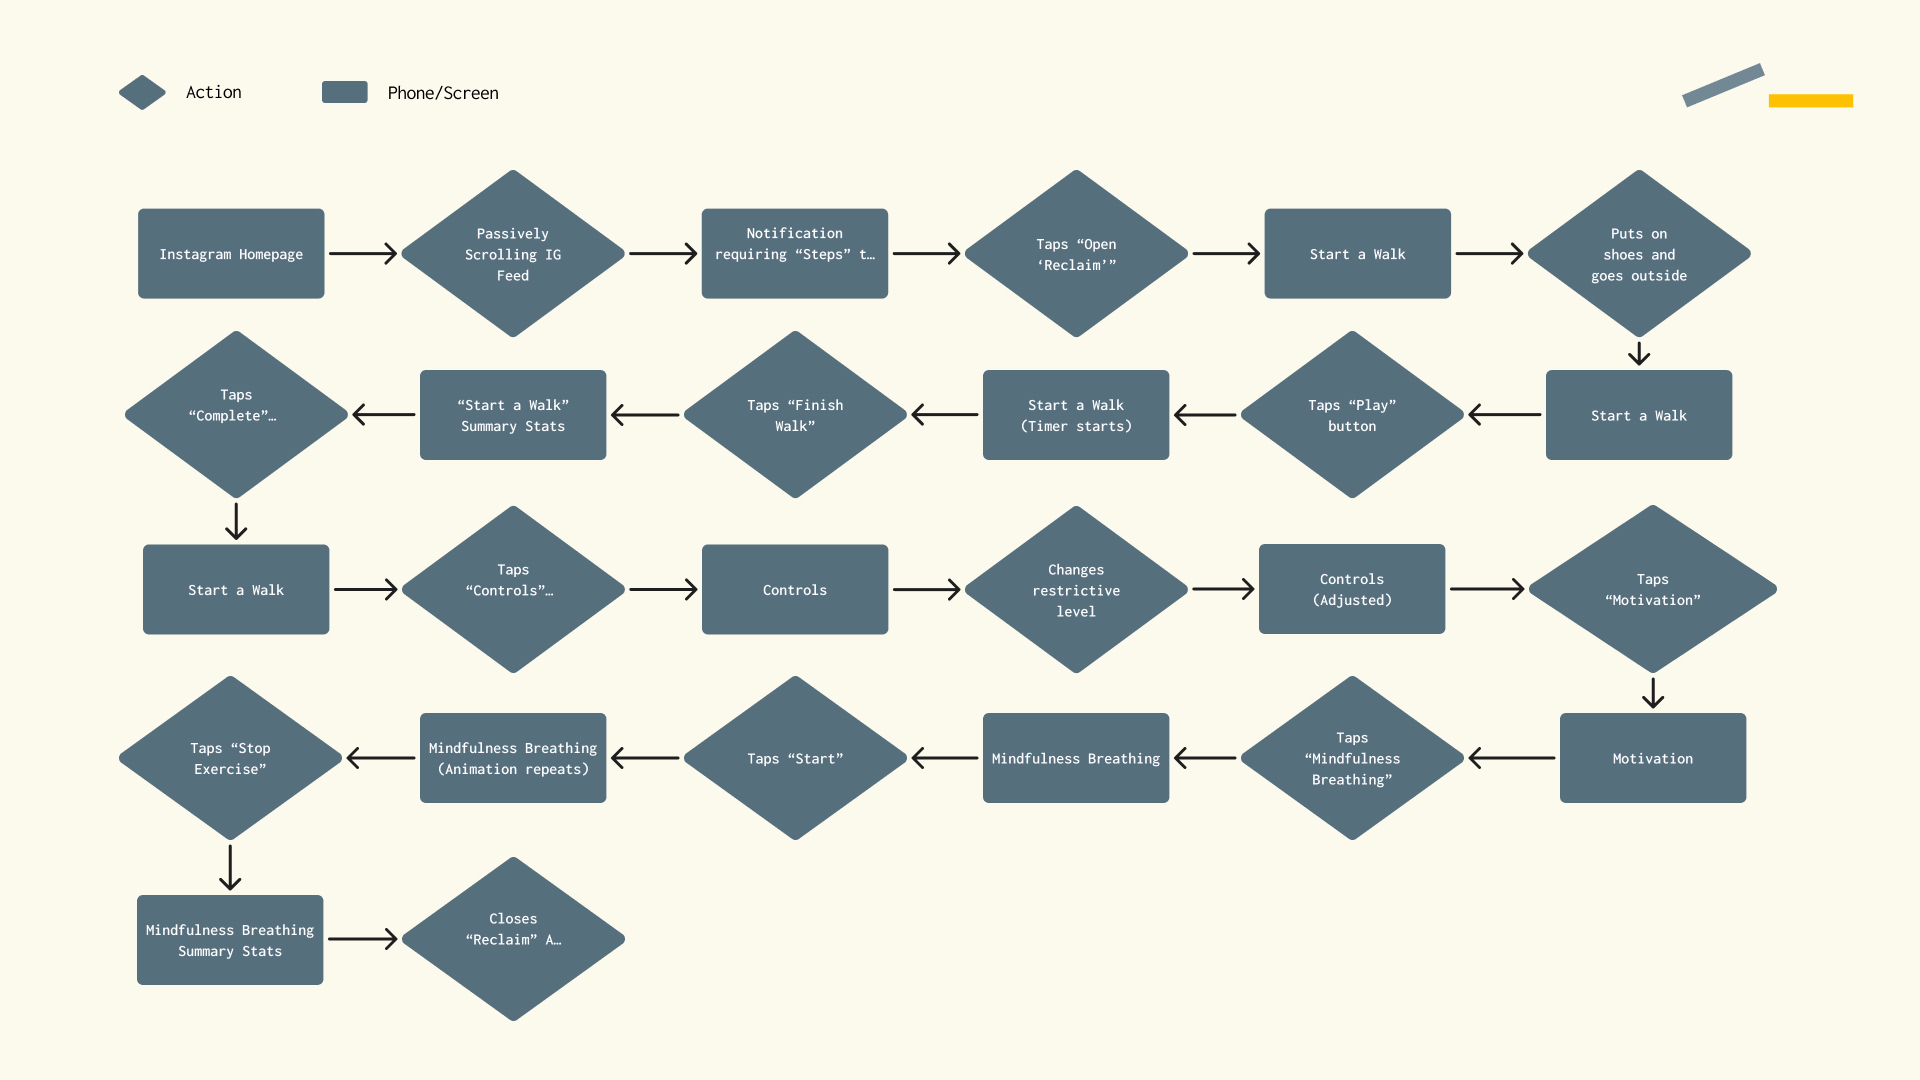 Action
Phone/Screen
Instagram Homepage
Passively
Scrolling IG
Feed
Notification
requiring “Steps” t…
Taps “Open
‘Reclaim’”
Start a Walk
Puts on
shoes and
goes outside
Start a Walk
Taps “Play”
button
Start a Walk
(Timer starts)
Taps “Finish
Walk”
“Start a Walk”
Summary Stats
Taps
“Complete”…
Start a Walk
Taps
“Controls”…
Controls
Changes
restrictive
level
Controls
(Adjusted)
Taps
“Motivation”
Motivation
Taps
“Mindfulness
Breathing”
Mindfulness Breathing
Taps “Start”
Mindfulness Breathing
(Animation repeats)
Taps “Stop
Exercise”
Mindfulness Breathing
Summary Stats
Closes
“Reclaim” A…